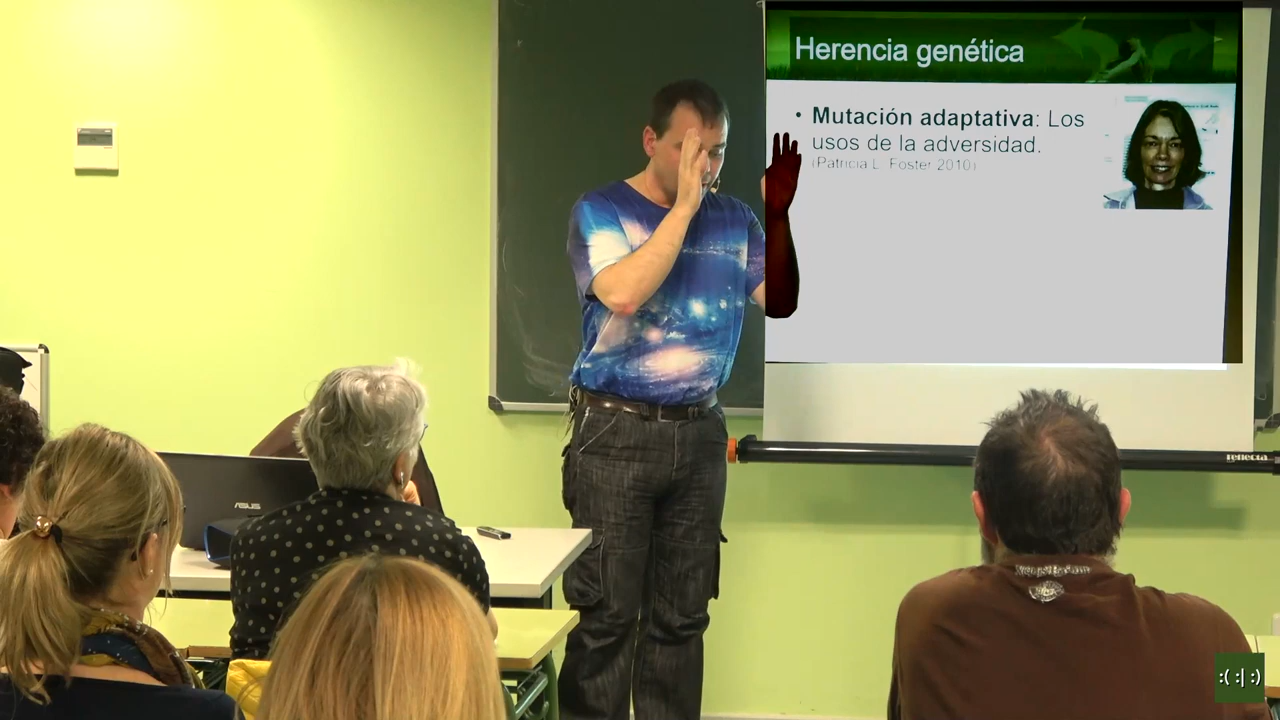 Herencia genética
• Mutación adaptativa: Los
usos de la adversidad.
(Patricia L. Foster 2010)
ASUS
reflecta
:( :| :)